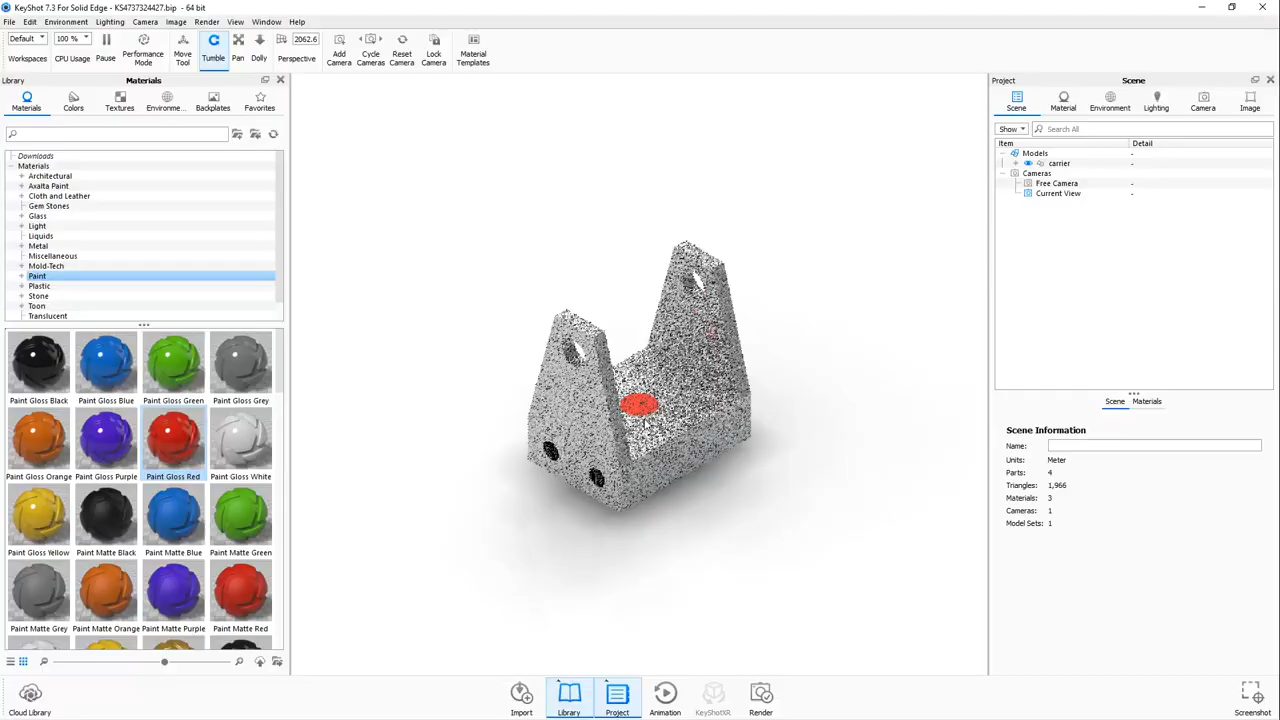 KeyShot 7.3 For Solid Edge - KS4737324427.bip - 64 bit
File Edit Environment Lighting Camera Image Render View Window Help
Default 100 % 2062.6
Workspaces CPU Usage Pause Performance Mode Move Tool Tumble Pan Dolly Perspective Add Camera Cycle Cameras Reset Camera Lock Camera Material Templates
Library Materials
Materials Colors Textures Environme... Backplates Favorites
Downloads
Materials
Architectural
Axalta Paint
Cloth and Leather
Gem Stones
Glass
Light
Liquids
Metal
Miscellaneous
Mold-Tech
Paint
Plastic
Stone
Toon
Translucent
Paint Gloss Black Paint Gloss Blue Paint Gloss Green Paint Gloss Grey
Paint Gloss Orange Paint Gloss Purple Paint Gloss Red Paint Gloss White
Paint Gloss Yellow Paint Matte Black Paint Matte Blue Paint Matte Green
Paint Matte Grey Paint Matte Orange Paint Matte Purple Paint Matte Red
Project Scene
Scene Material Environment Lighting Camera Image
Show Search All
Item Detail
Models -
carrier -
Cameras
Free Camera -
Current View -
Scene Materials
Scene Information
Name:
Units: Meter
Parts: 4
Triangles: 1,966
Materials: 3
Cameras: 1
Model Sets: 1
Cloud Library Import Library Project Animation KeyShotXR Render Screenshot